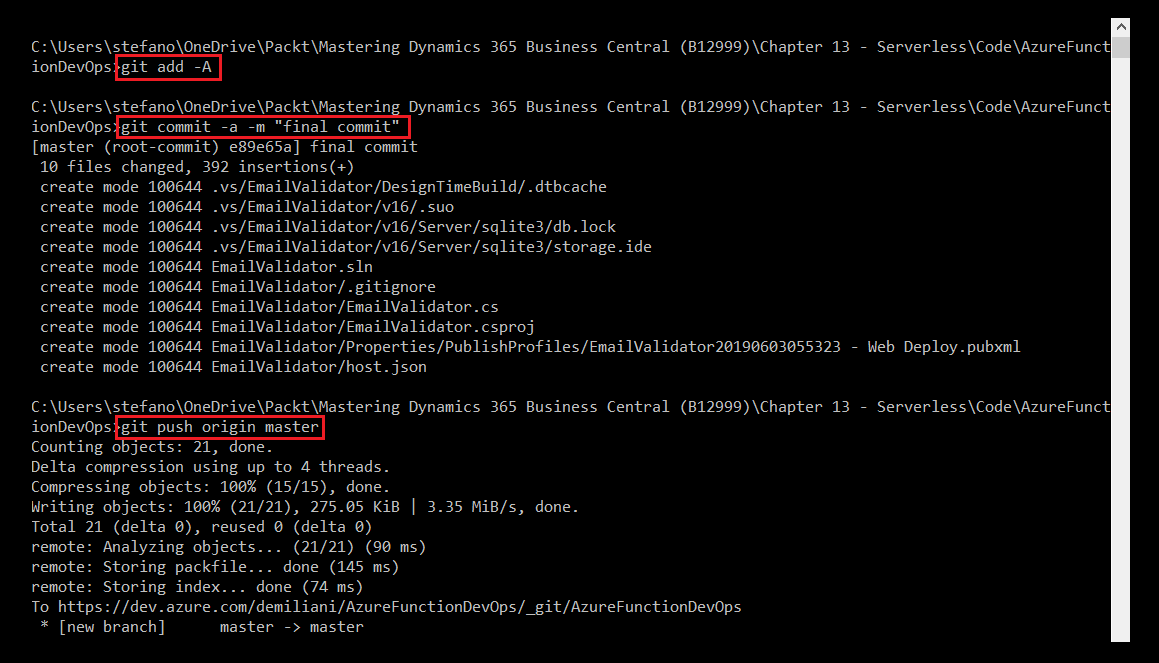 C:\Users\stefano\OneDrive\Packt\Mastering Dynamics 365 Business Central (B12999)\Chapter 13 - Serverless\Code\AzureFunct
ionDevOps>git add -A
C:\Users\stefano\OneDrive\Packt\Mastering Dynamics 365 Business Central (B12999)\Chapter 13 - Serverless\Code\AzureFunct
ionDevOps>git commit -a -m "final commit"
[master (root-commit) e89e65a] final commit
 10 files changed, 392 insertions(+)
 create mode 100644 .vs/EmailValidator/DesignTimeBuild/.dtbcache
 create mode 100644 .vs/EmailValidator/v16/.suo
 create mode 100644 .vs/EmailValidator/v16/Server/sqlite3/db.lock
 create mode 100644 .vs/EmailValidator/v16/Server/sqlite3/storage.ide
 create mode 100644 EmailValidator.sln
 create mode 100644 EmailValidator/.gitignore
 create mode 100644 EmailValidator/EmailValidator.cs
 create mode 100644 EmailValidator/EmailValidator.csproj
 create mode 100644 EmailValidator/Properties/PublishProfiles/EmailValidator20190603055323 - Web Deploy.pubxml
 create mode 100644 EmailValidator/host.json
C:\Users\stefano\OneDrive\Packt\Mastering Dynamics 365 Business Central (B12999)\Chapter 13 - Serverless\Code\AzureFunct
ionDevOps>git push origin master
Counting objects: 21, done.
Delta compression using up to 4 threads.
Compressing objects: 100% (15/15), done.
Writing objects: 100% (21/21), 275.05 KiB | 3.35 MiB/s, done.
Total 21 (delta 0), reused 0 (delta 0)
remote: Analyzing objects... (21/21) (90 ms)
remote: Storing packfile... done (145 ms)
remote: Storing index... done (74 ms)
To https://dev.azure.com/demiliani/AzureFunctionDevOps/_git/AzureFunctionDevOps
 * [new branch]      master -> master